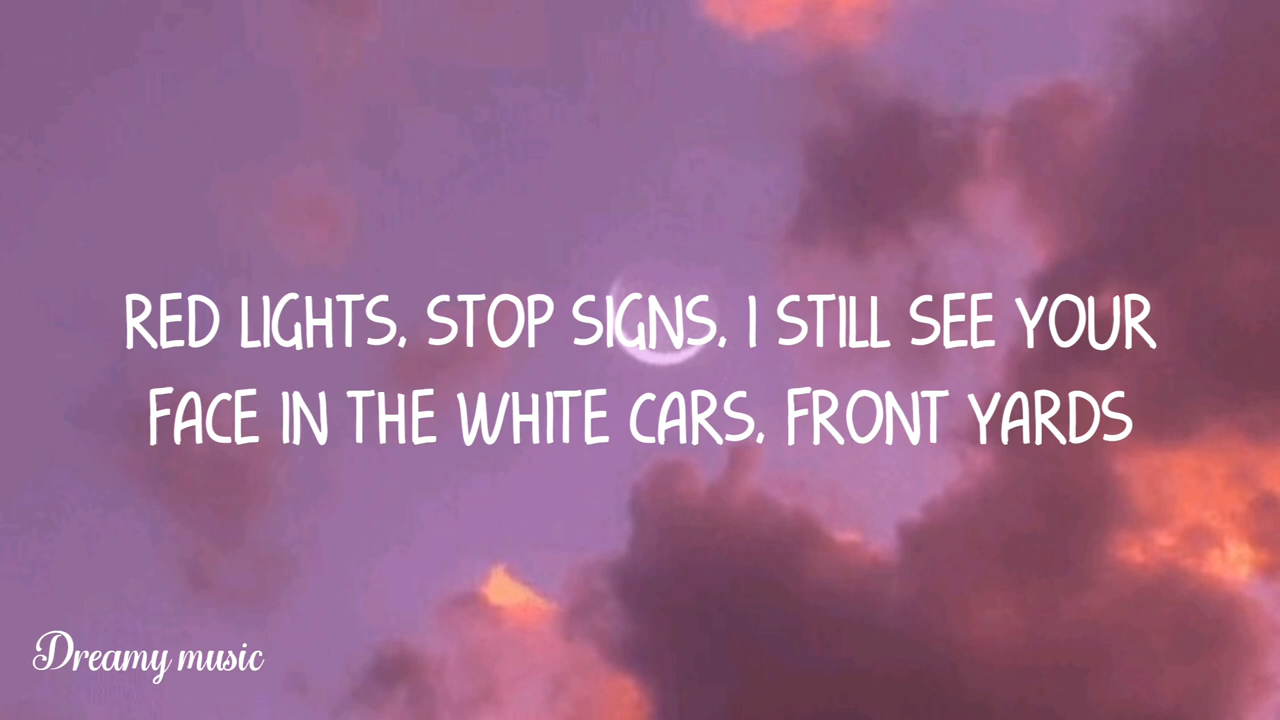 RED LIGHTS, STOP SIGNS, I STILL SEE YOUR
FACE IN THE WHITE CARS, FRONT YARDS
Dreamy music